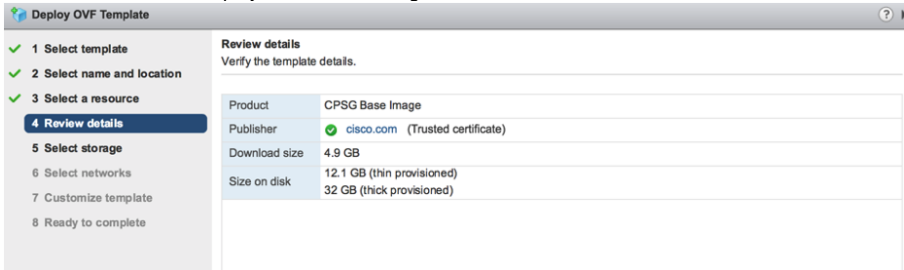 Deploy OVF Template
?
1 Select template
2 Select name and location
3 Select a resource
4 Review details
5 Select storage
6 Select networks
7 Customize template
8 Ready to complete
Review details
Verify the template details.
Product CPSG Base Image
Publisher cisco.com (Trusted certificate)
Download size 4.9 GB
Size on disk 12.1 GB (thin provisioned)
32 GB (thick provisioned)